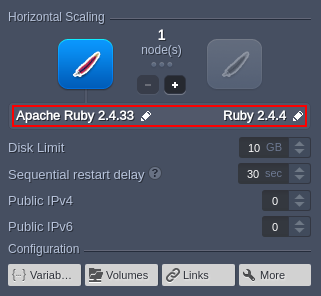 Horizontal Scaling
1
node(s)
Apache Ruby 2.4.33 Ruby 2.4.4
Disk Limit 10 GB
Sequential restart delay ? 30 sec
Public IPv4 0
Public IPv6 0
Configuration
Variab... Volumes Links More